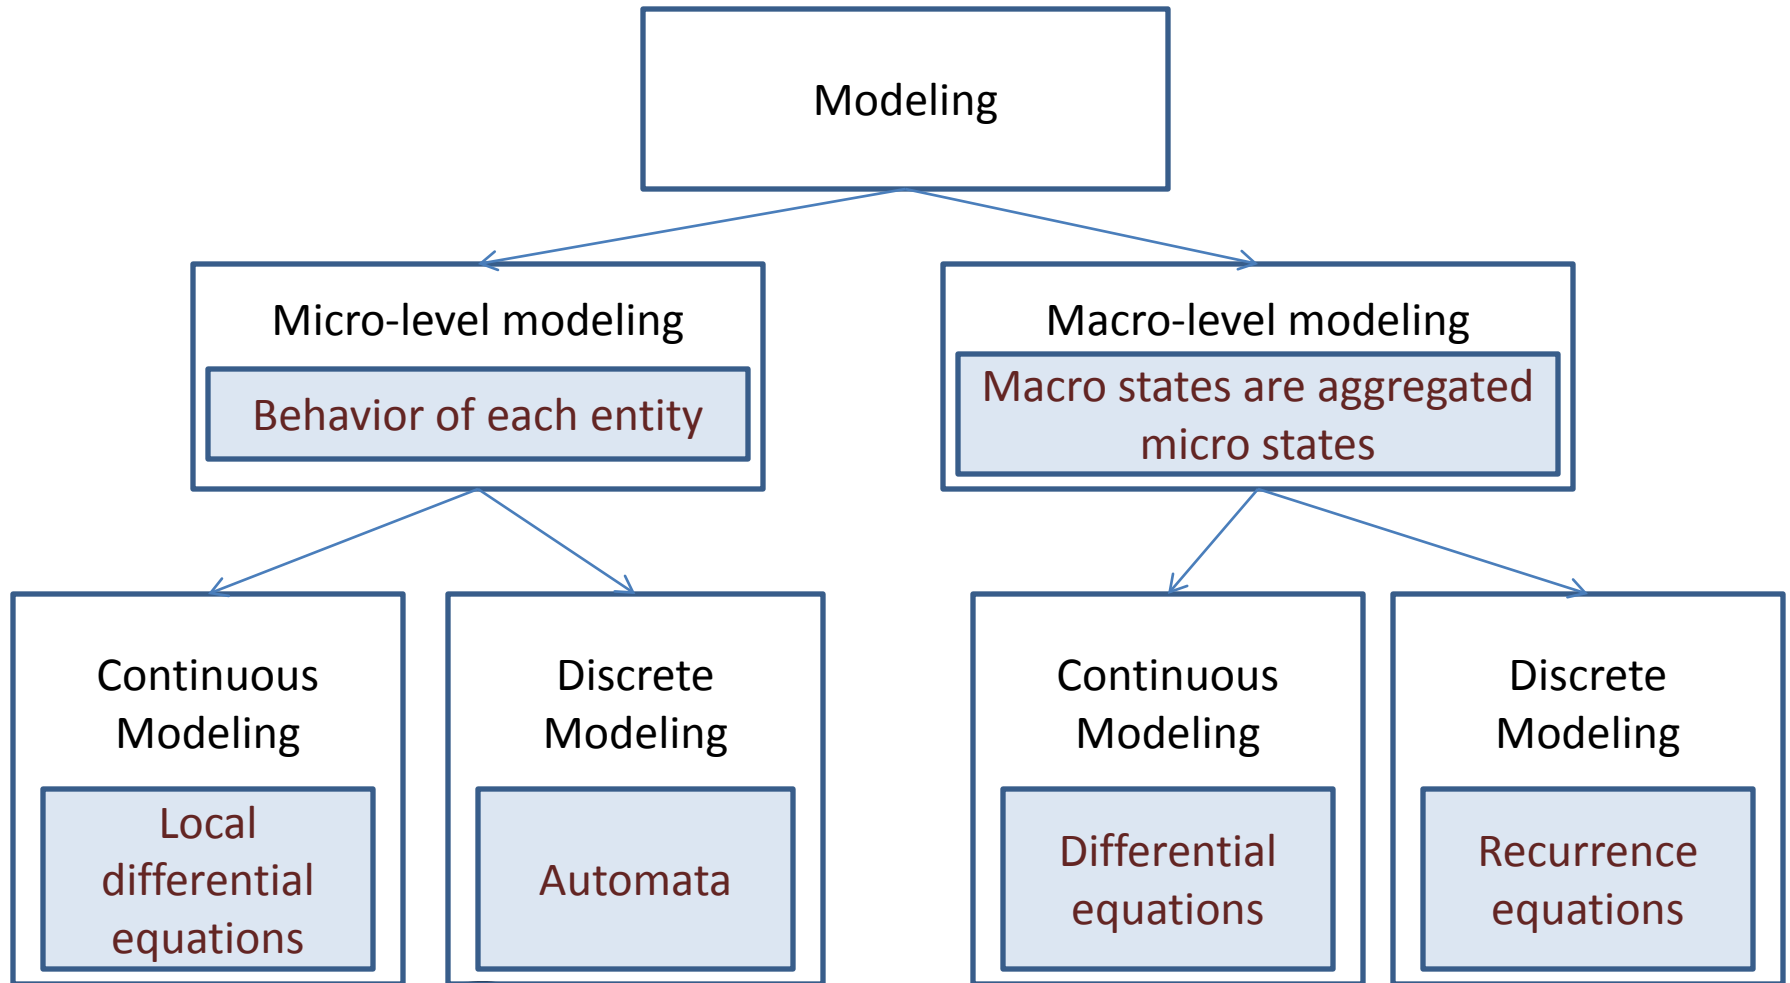 Modeling
Micro-level modeling
Behavior of each entity
Macro-level modeling
Macro states are aggregated
micro states
Continuous
Modeling
Local
differential
equations
Discrete
Modeling
Automata
Continuous
Modeling
Differential
equations
Discrete
Modeling
Recurrence
equations